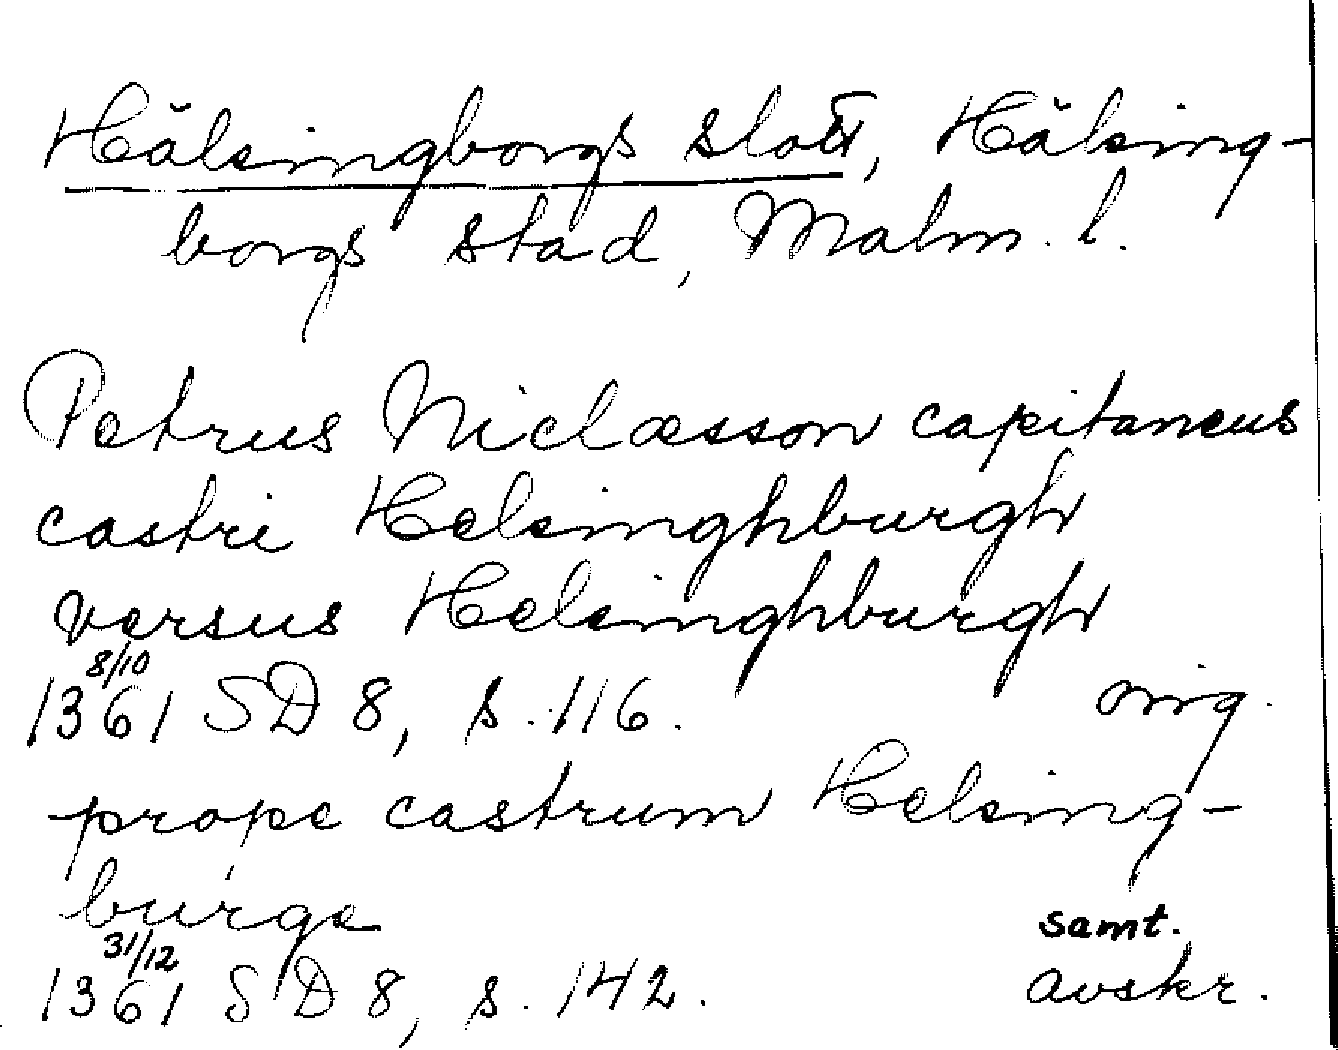 Hälsingborgs slott, Hälsing-
borgs stad, Malm. l.
Petrus Niclæsson capitaneus
castri Helsinghburgh
versus Helsinghburgh
1361 8/10 SD 8, s. 116. orig.
prope castrum Helsing-
burge
samt.
1361 31/12 SD 8, s. 142. avskr.